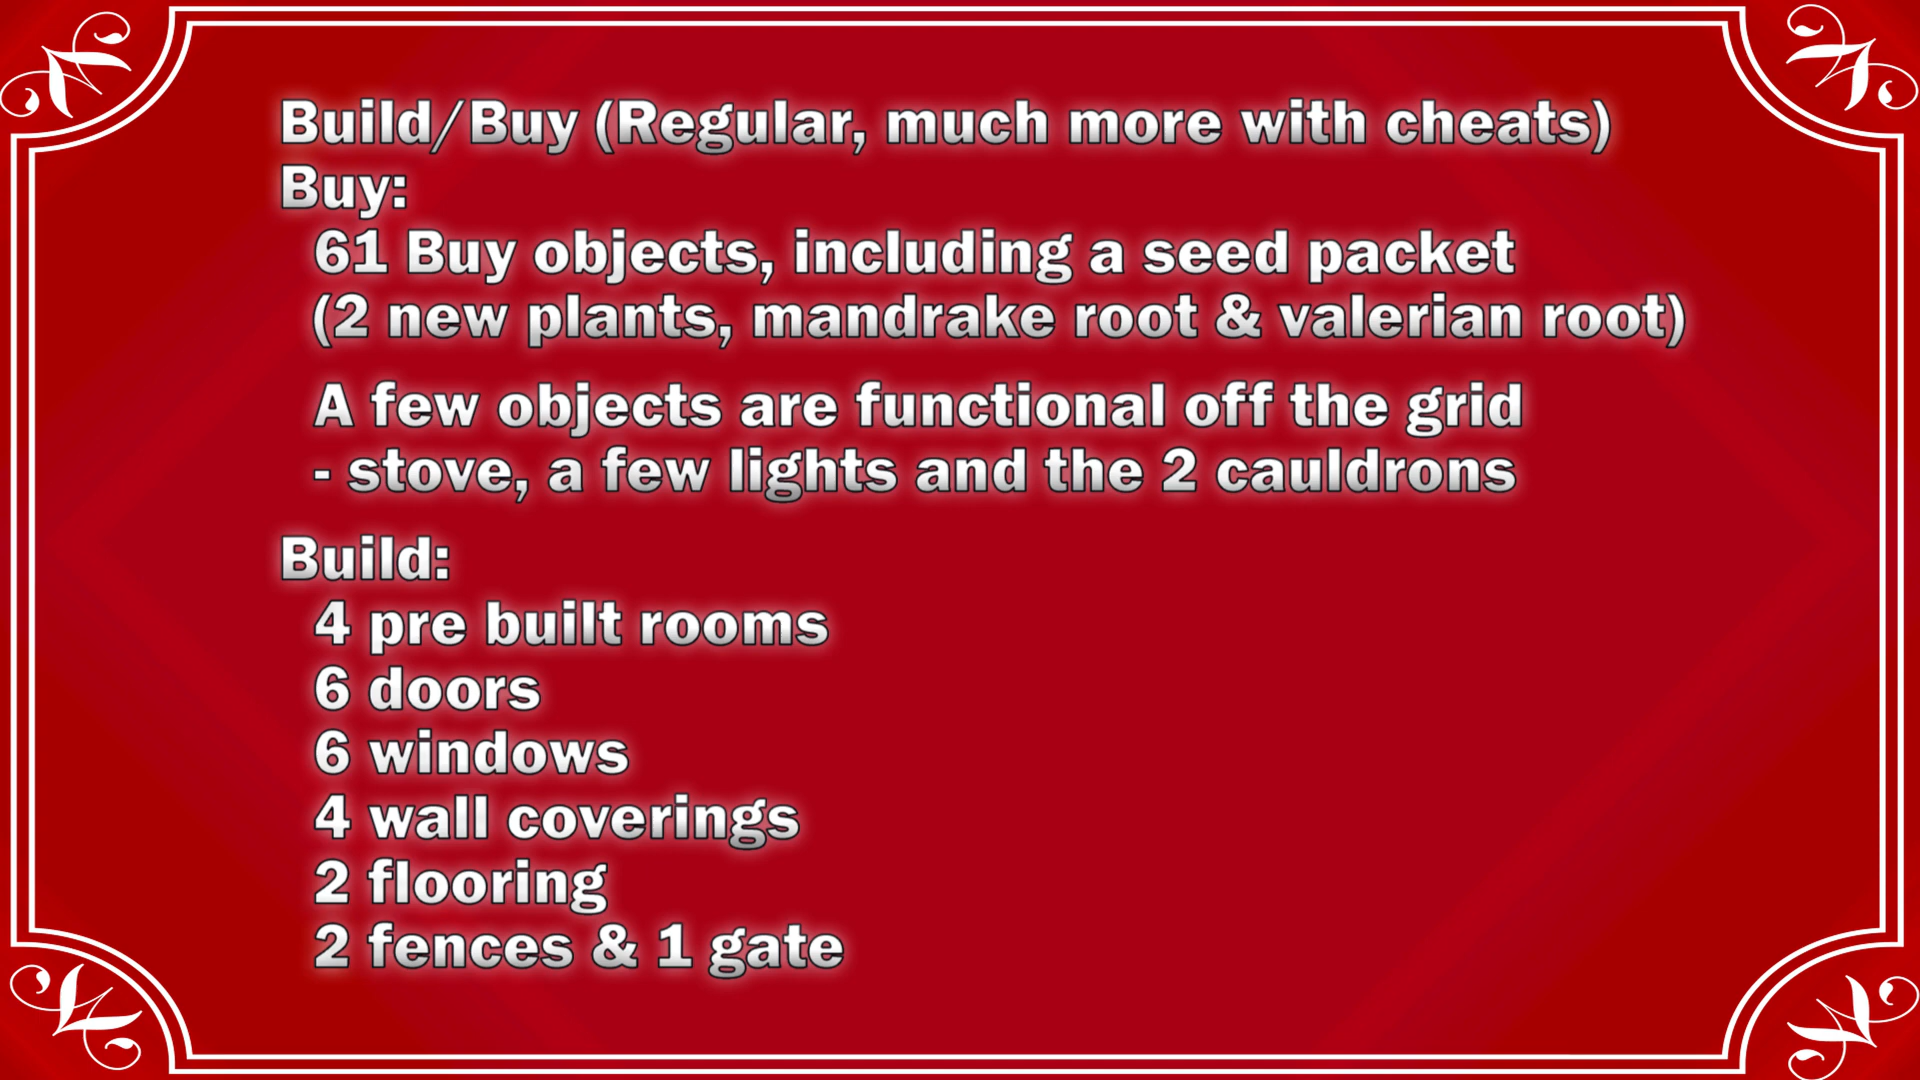 Build/Buy (Regular, much more with cheats)
Buy:
61 Buy objects, including a seed packet
(2 new plants, mandrake root & valerian root)
A few objects are functional off the grid
- stove, a few lights and the 2 cauldrons
Build:
4 pre built rooms
6 doors
6 windows
4 wall coverings
2 flooring
2 fences & 1 gate